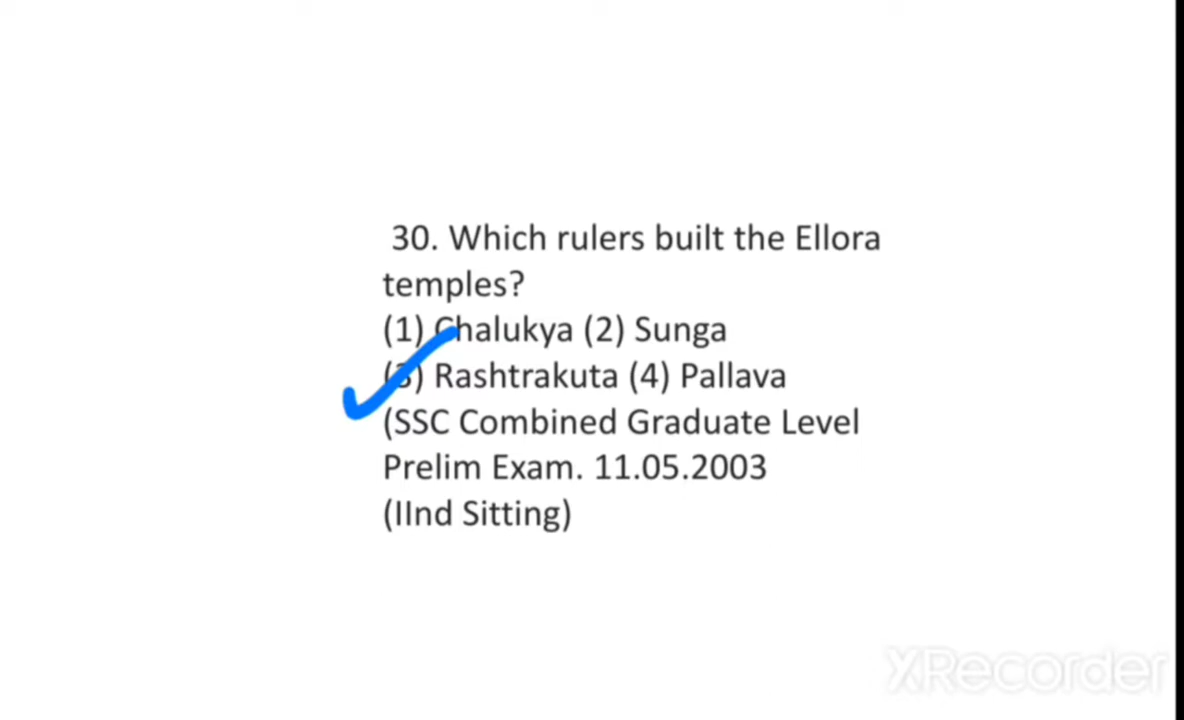 30. Which rulers built the Ellora
temples?
(1) Chalukya (2) Sunga
(3) Rashtrakuta (4) Pallava
(SSC Combined Graduate Level
Prelim Exam. 11.05.2003
(IInd Sitting)
XRecorder